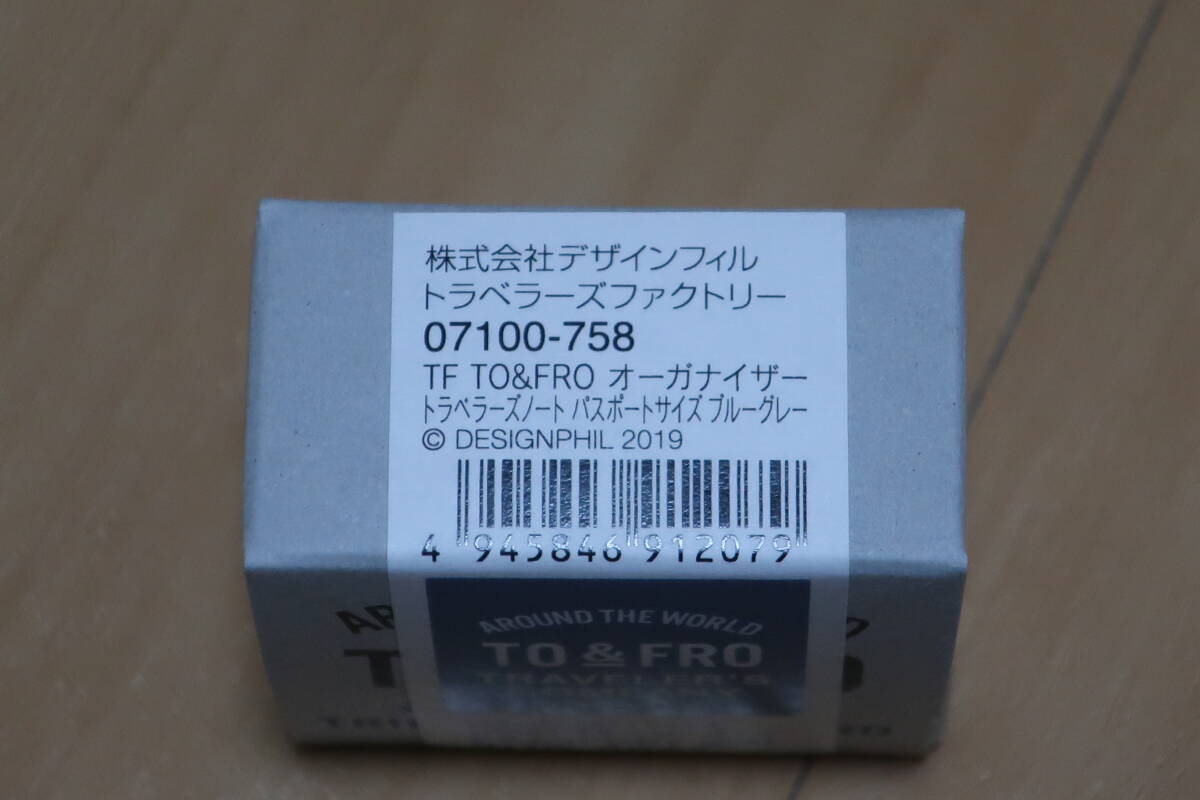 株式会社デザインフィル
トラベラーズファクトリー
07100-758
TF TO&FRO オーガナイザー
トラベラーズノート パスポートサイズ ブルーグレー
© DESIGNPHIL 2019
4 945846 912079
AROUND THE WORLD
TO & FRO
TRAVELER'S
COMPANY